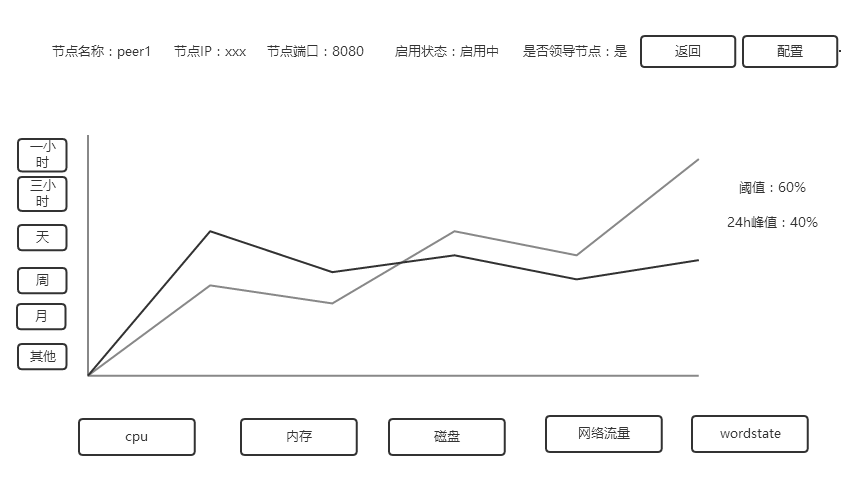 节点名称：peer1 节点IP：xxx 节点端口：8080 启用状态：启用中 是否领导节点：是 返回 配置
一小
时
三小
时
天
周
月
其他
阈值：60%
24h峰值：40%
cpu 内存 磁盘 网络流量 wordstate